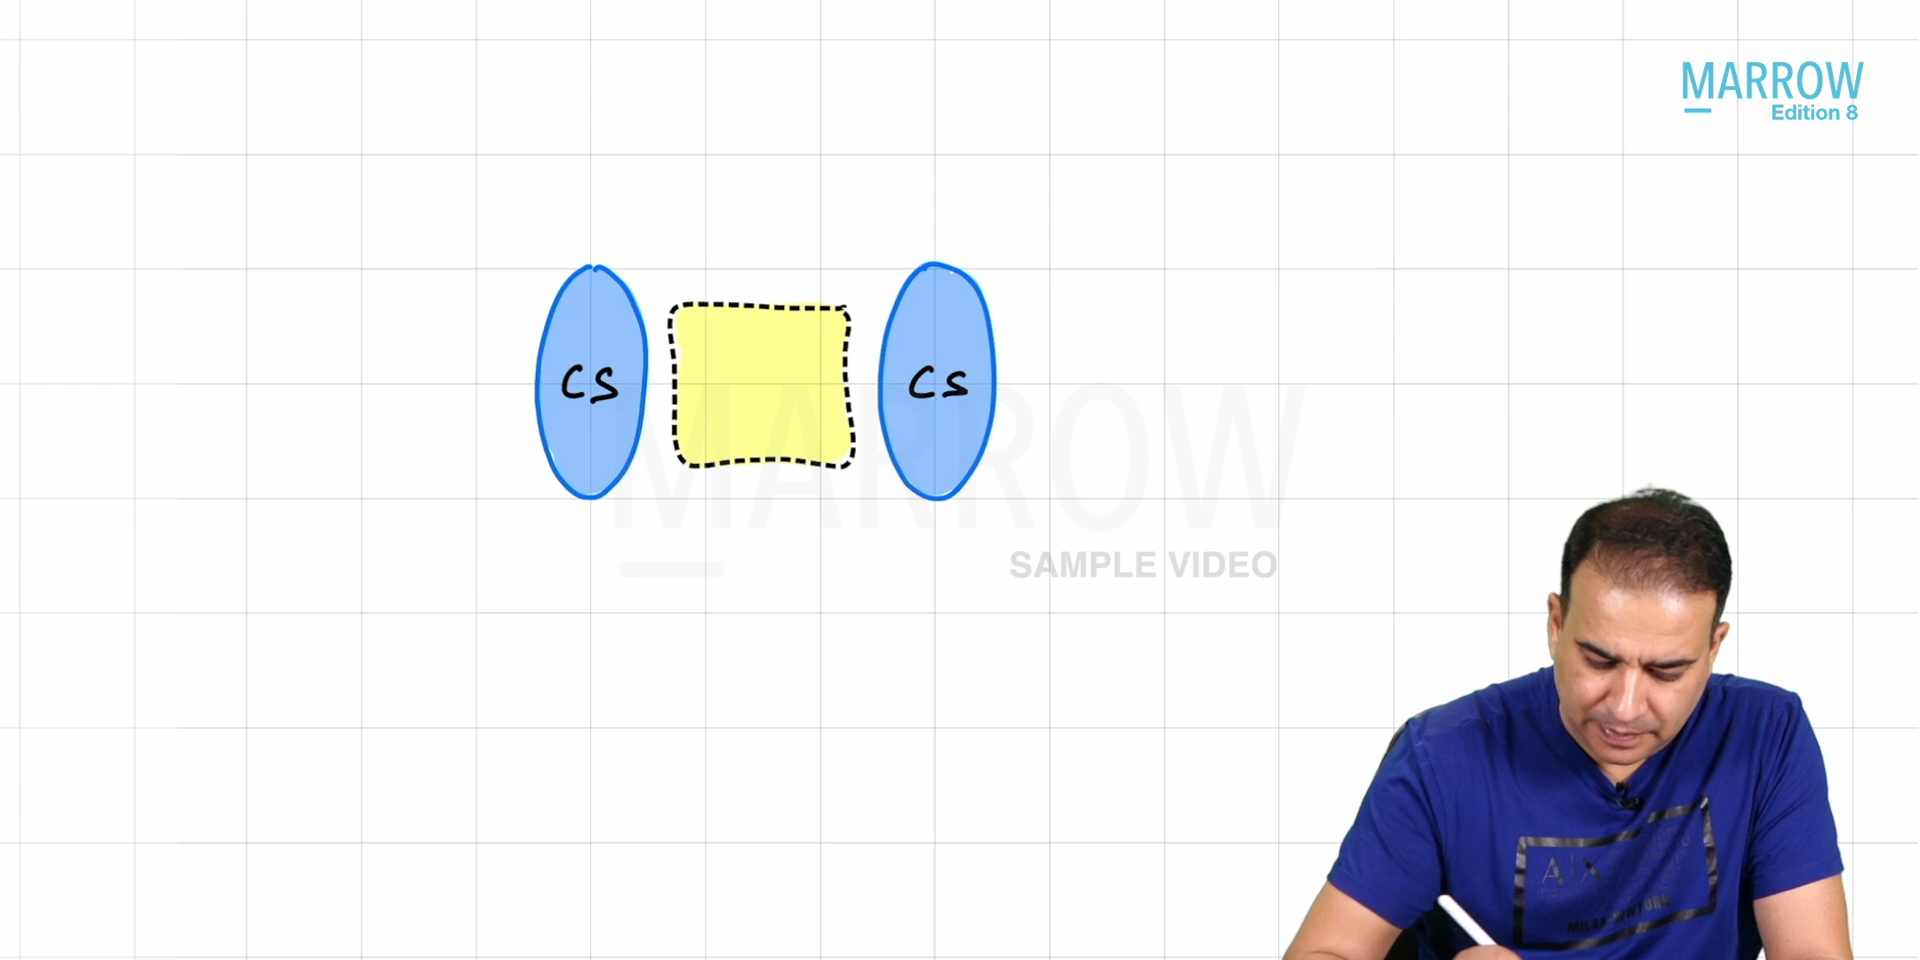 MARROW
Edition 8
CS
CS
MARROW
SAMPLE VIDEO
A|X